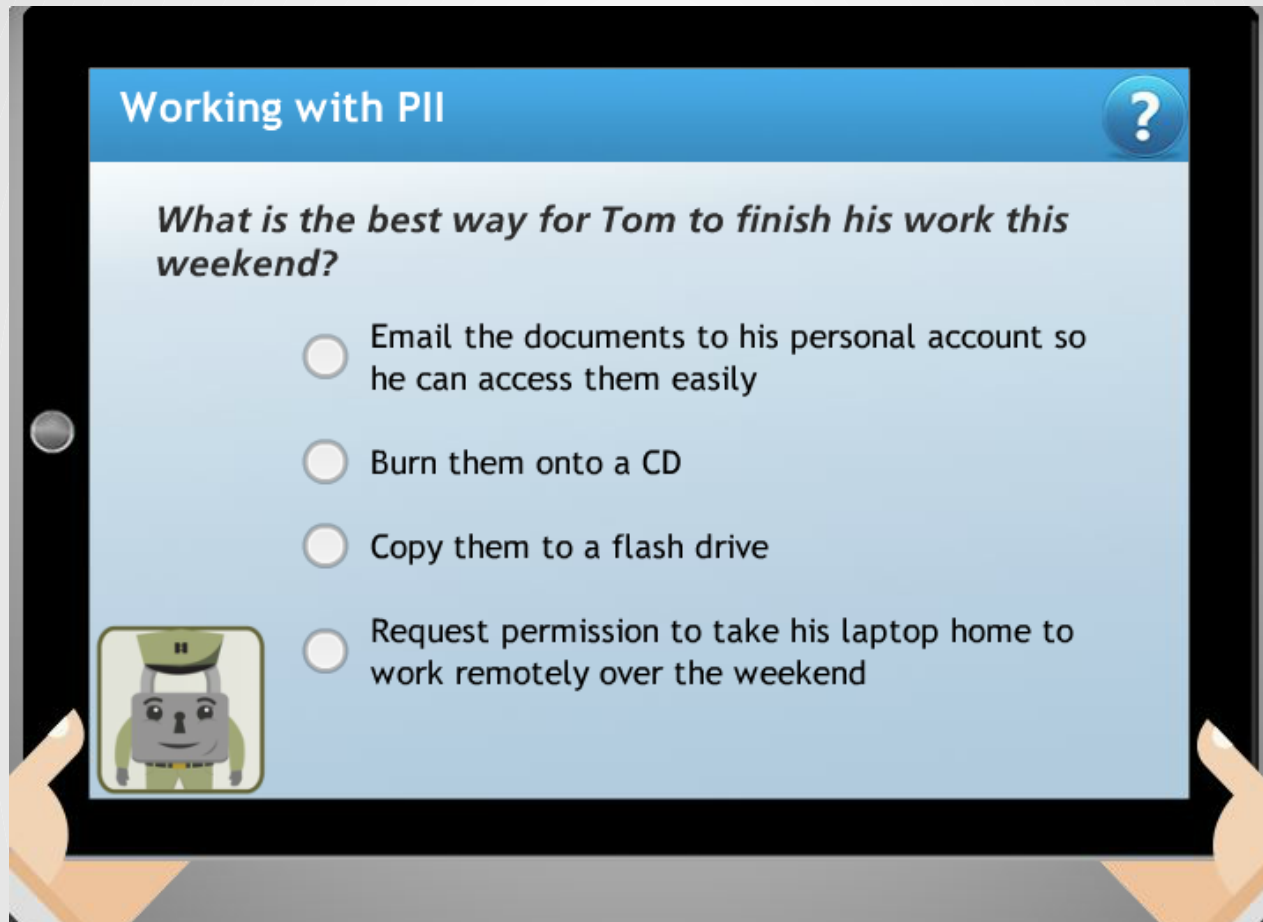 Working with PII
?
What is the best way for Tom to finish his work this
weekend?
Email the documents to his personal account so
he can access them easily
Burn them onto a CD
Copy them to a flash drive
Request permission to take his laptop home to
work remotely over the weekend